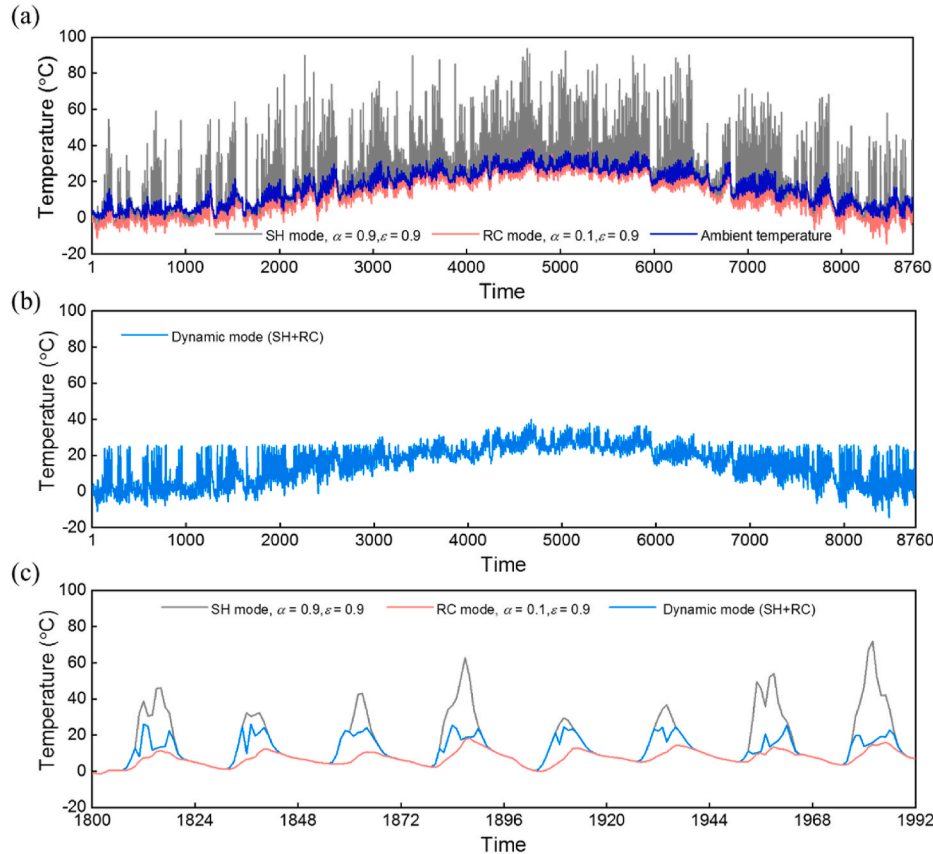 (a)
100
80
60
40
20
0
-20
Temperature (°C)
SH mode, α = 0.9,ε = 0.9
RC mode, α = 0.1,ε = 0.9
Ambient temperature
1 1000 2000 3000 4000 5000 6000 7000 8000 8760
Time
(b)
100
80
60
40
20
0
-20
Temperature (°C)
Dynamic mode (SH+RC)
1 1000 2000 3000 4000 5000 6000 7000 8000 8760
Time
(c)
100
80
60
40
20
0
-20
Temperature (°C)
SH mode, α = 0.9,ε = 0.9
RC mode, α = 0.1,ε = 0.9
Dynamic mode (SH+RC)
1800 1824 1848 1872 1896 1920 1944 1968 1992
Time